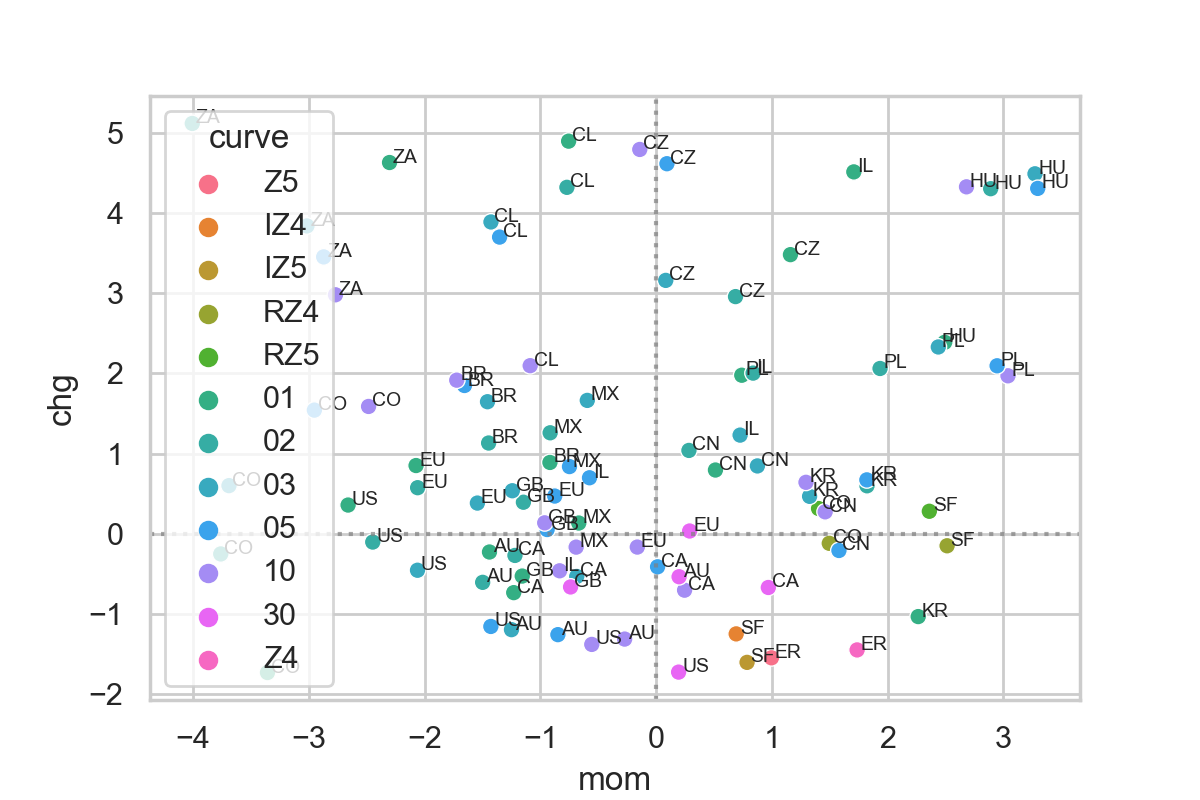 chg
5
4
3
2
1
0
−1
−2
curve
Z5
IZ4
IZ5
RZ4
RZ5
01
02
03
05
10
30
Z4
ZA
ZA
ZA
ZA
ZA
CL
CL
CL
CL
CL
CZ
CZ
CZ
CZ
CZ
IL
HU
HU
HU
HU
HU
PL
PL
PL
PL
PL
IL
BR
BR
BR
BR
BR
CO
CO
CO
CO
CO
MX
MX
MX
MX
MX
IL
IL
IL
CN
CN
CN
CN
CN
EU
EU
EU
EU
EU
EU
US
US
US
US
US
US
GB
GB
GB
GB
GB
GB
KR
KR
KR
KR
KR
CO
CO
SF
SF
SF
SF
AU
AU
AU
AU
AU
AU
CA
CA
CA
CA
CA
CA
ER
ER
−4 −3 −2 −1 0 1 2 3
mom